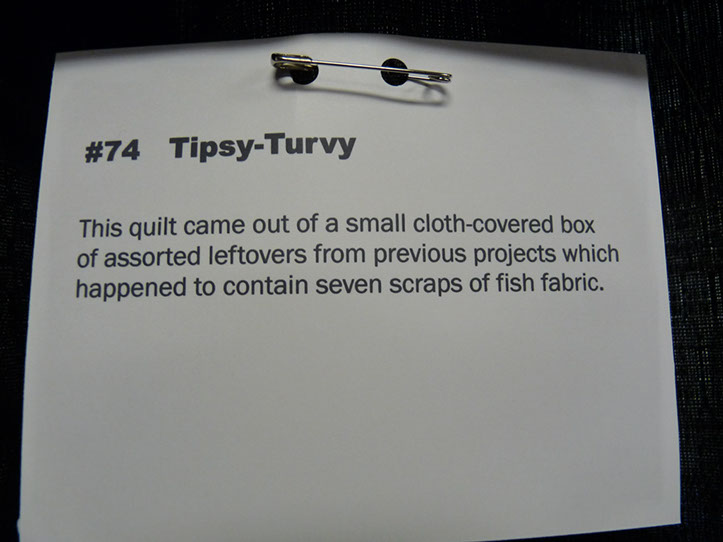 #74 Tipsy-Turvy
This quilt came out of a small cloth-covered box
of assorted leftovers from previous projects which
happened to contain seven scraps of fish fabric.